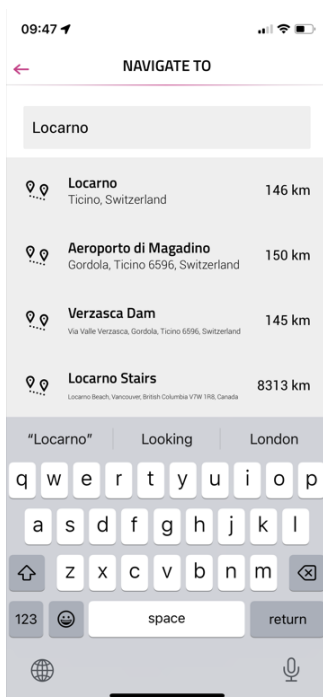 09:47
NAVIGATE TO
Locarno
Locarno
146 km
Ticino, Switzerland
Aeroporto di Magadino
150 km
Gordola, Ticino 6596, Switzerland
Verzasca Dam
145 km
Via Valle Verzasca, Gordola, Ticino 6596, Switzerland
Locarno Stairs
8313 km
Locarno Beach, Vancouver, British Columbia V7W 1R8, Canada
“Locarno” Looking London
q w e r t y u i o p
a s d f g h j k l
z x c v b n m
123 space return